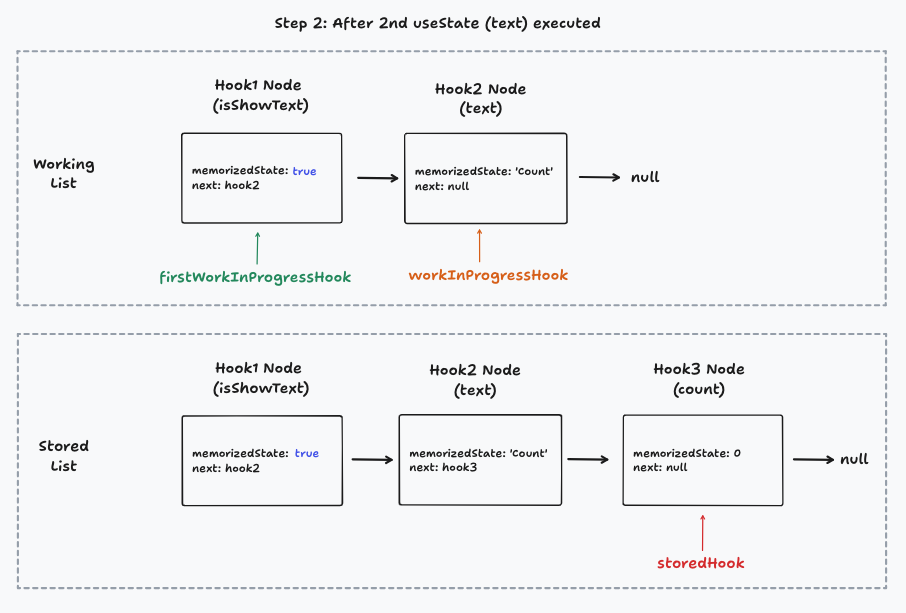 Step 2: After 2nd useState (text) executed
Working
List
Hook1 Node
(isShowText)
memorizedState: true
next: hook2
firstWorkInProgressHook
Hook2 Node
(text)
memorizedState: 'Count'
next: null
workInProgressHook
null
Stored
List
Hook1 Node
(isShowText)
memorizedState: true
next: hook2
Hook2 Node
(text)
memorizedState: 'Count'
next: hook3
Hook3 Node
(count)
memorizedState: 0
next: null
storedHook
null